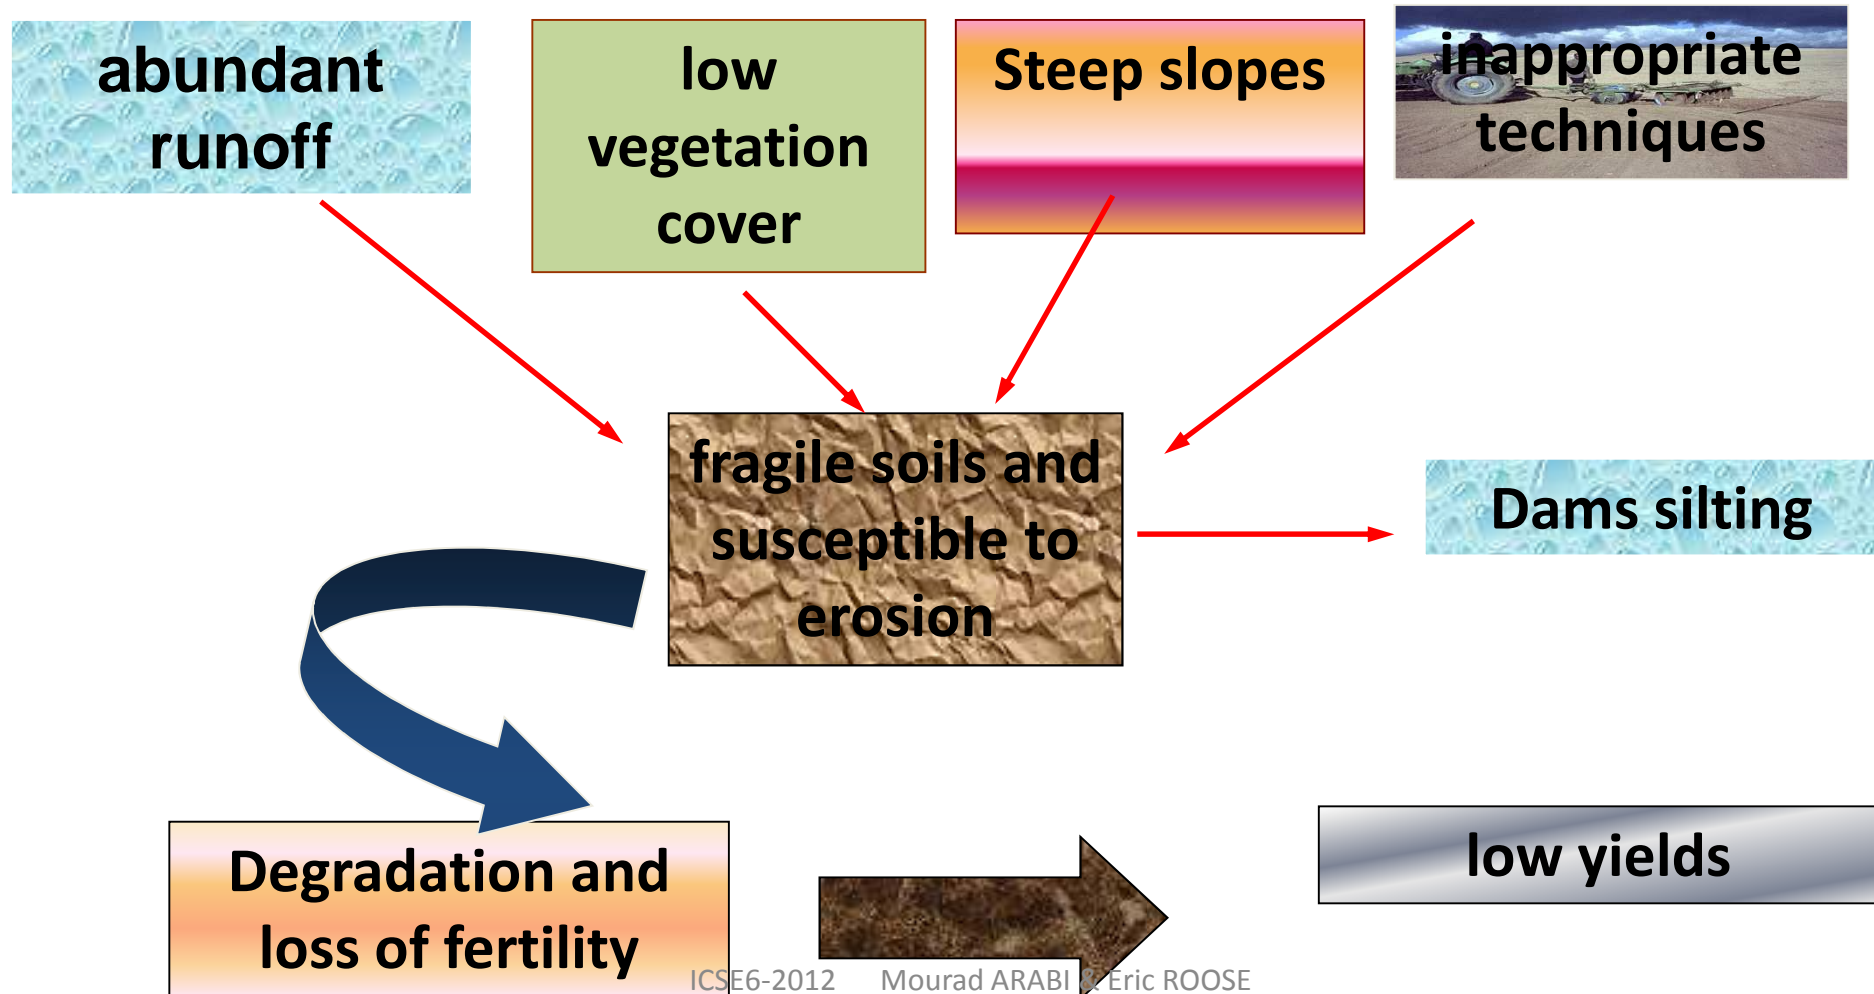 abundant
runoff
low
vegetation
cover
Steep slopes
inappropriate
techniques
fragile soils and
susceptible to
erosion
Dams silting
Degradation and
loss of fertility
low yields
ICSE6-2012 Mourad ARABI & Eric ROOSE